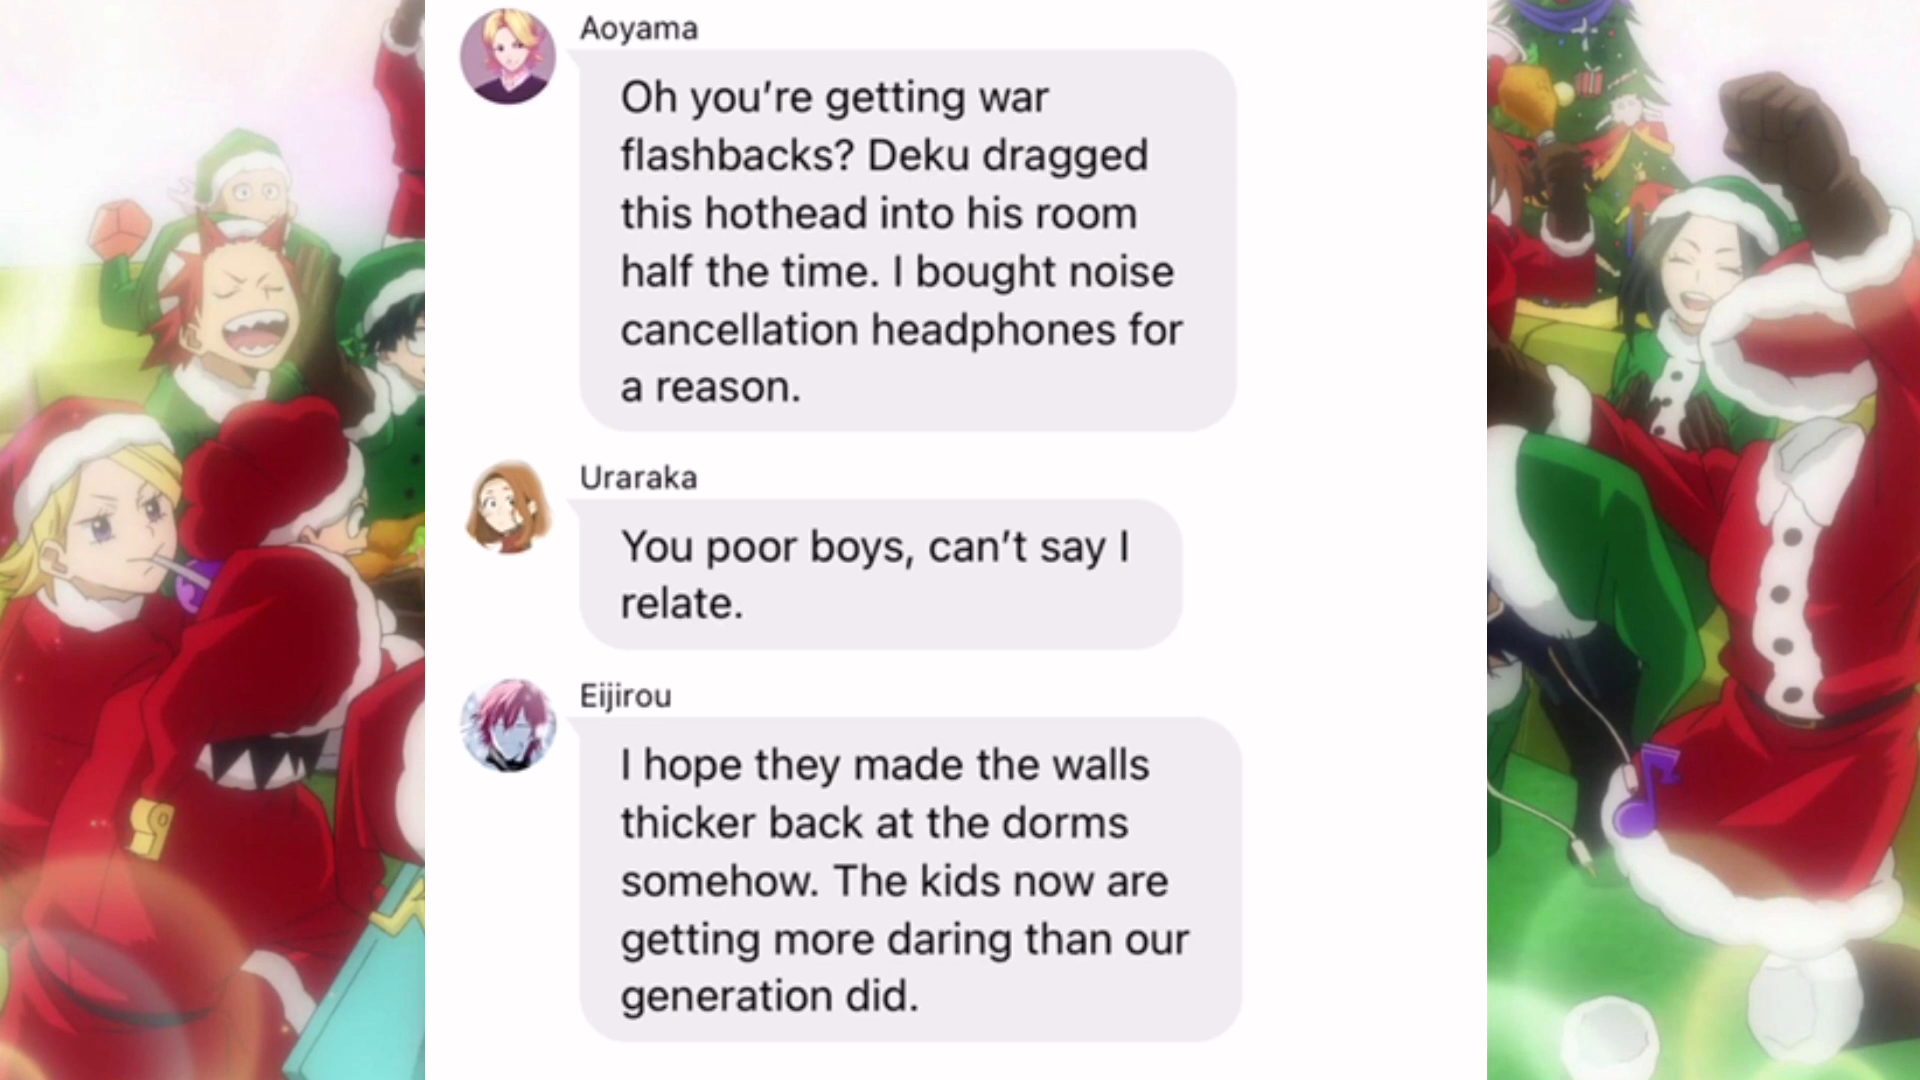 Aoyama
Oh you’re getting war
flashbacks? Deku dragged
this hothead into his room
half the time. I bought noise
cancellation headphones for
a reason.
Uraraka
You poor boys, can’t say I
relate.
Eijirou
I hope they made the walls
thicker back at the dorms
somehow. The kids now are
getting more daring than our
generation did.